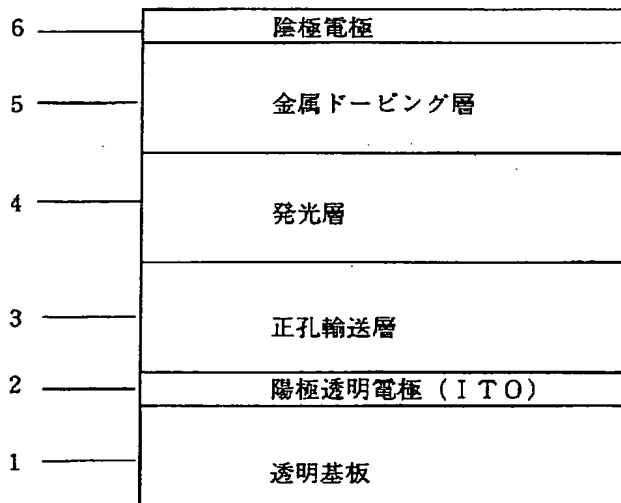 6 陰極電極
5 金属ドーピング層
4 発光層
3 正孔輸送層
2 陽極透明電極（ＩＴＯ）
1 透明基板